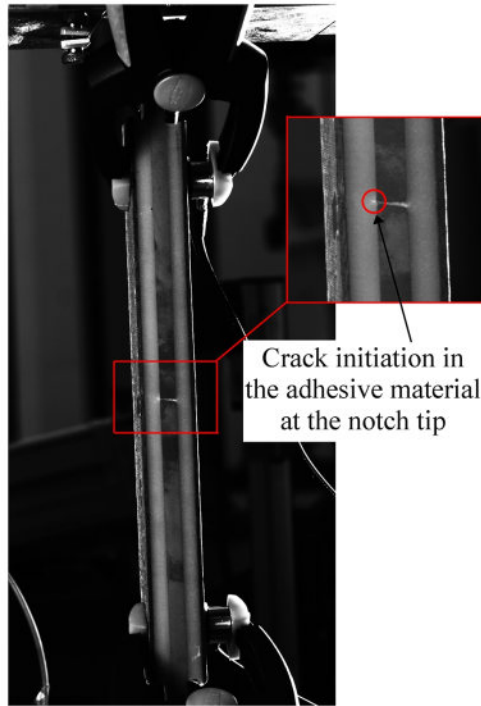 Crack initiation in
the adhesive material
at the notch tip